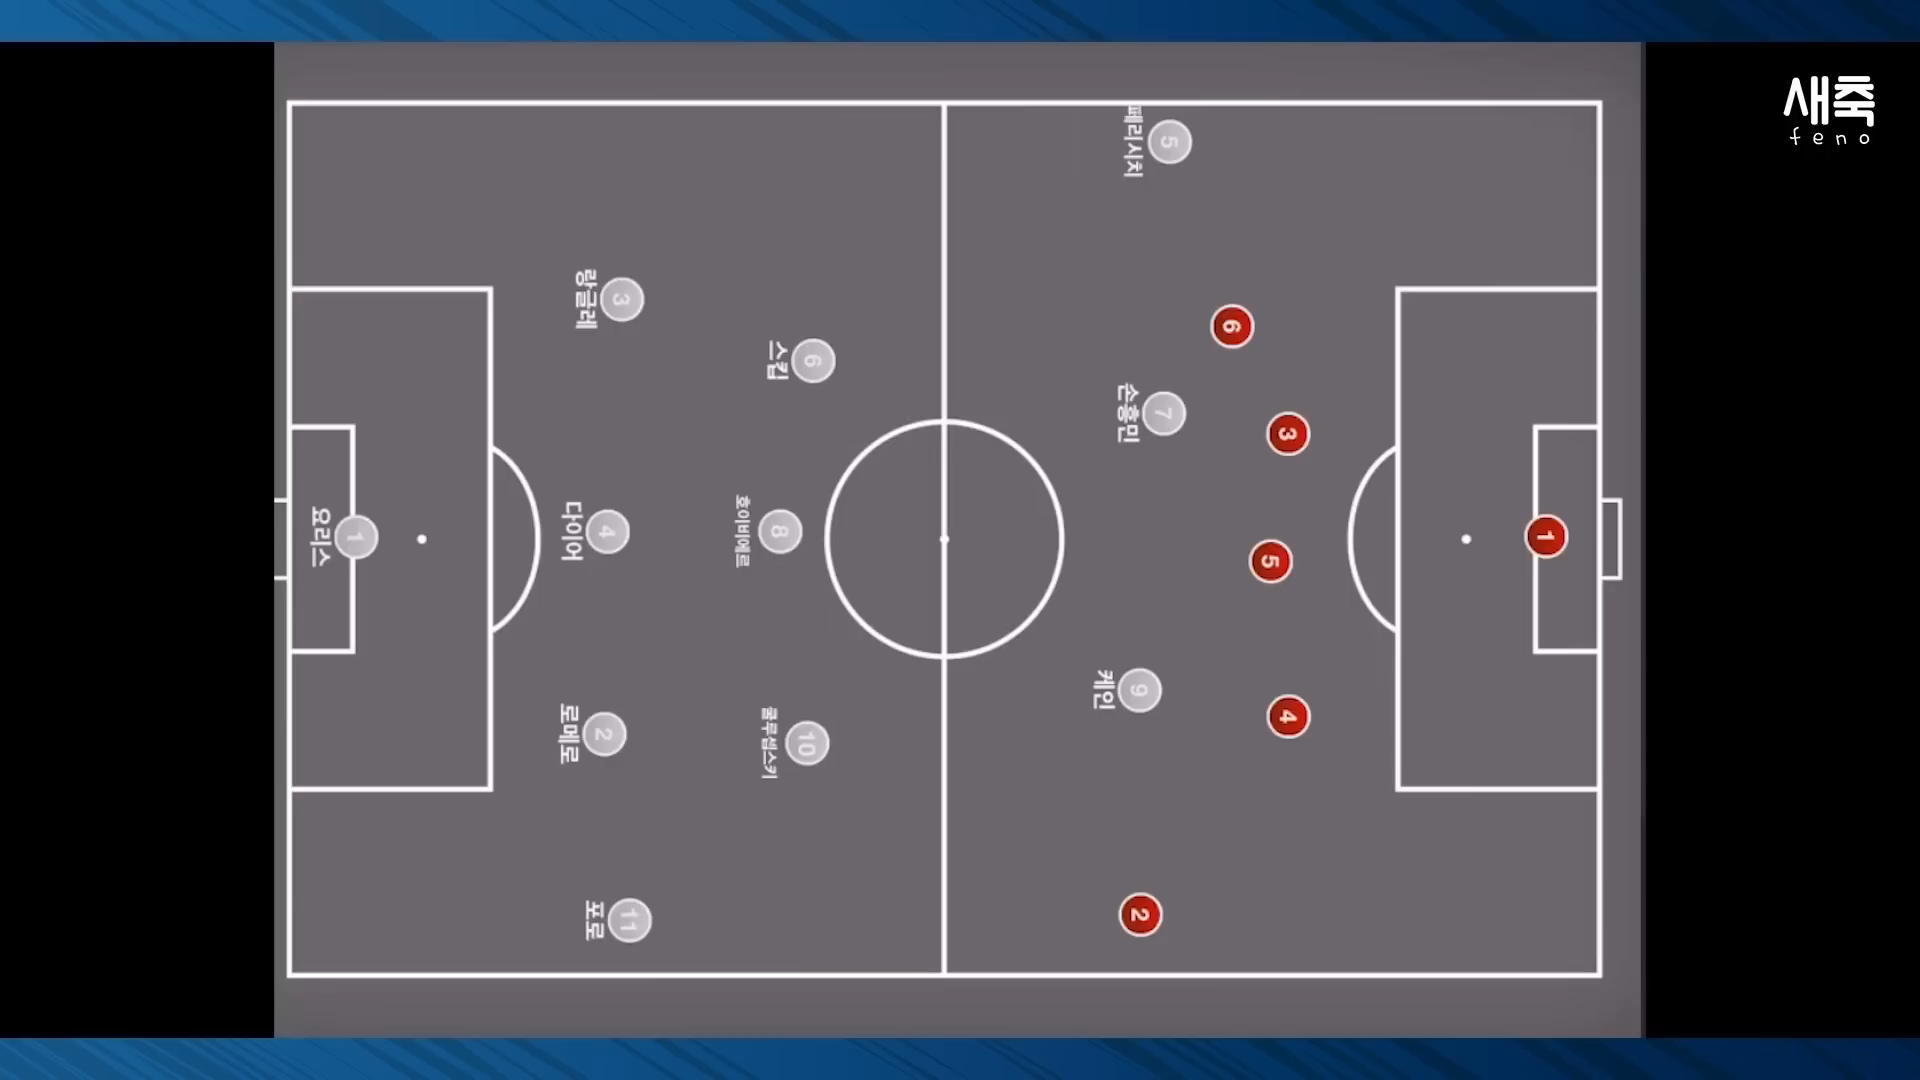 새축
feno
페리시치
5
랑글레
3
스킵
6
6
손흥민
7
3
요리스
1
다이어
4
호이비에르
8
5
1
로메로
2
쿨루셉스키
10
케인
9
4
포로
11
2